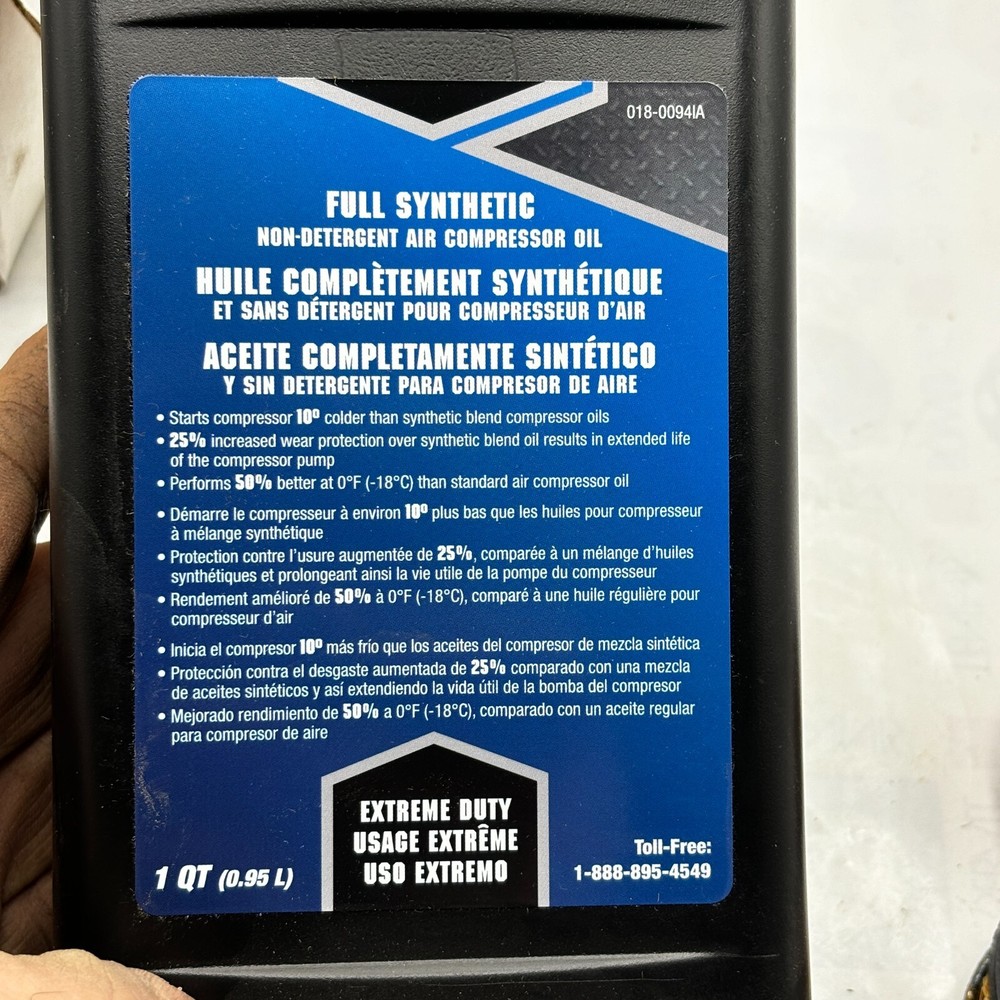 018-0094IA
FULL SYNTHETIC
NON-DETERGENT AIR COMPRESSOR OIL
HUILE COMPLÈTEMENT SYNTHÉTIQUE
ET SANS DÉTERGENT POUR COMPRESSEUR D'AIR
ACEITE COMPLETAMENTE SINTÉTICO
Y SIN DETERGENTE PARA COMPRESOR DE AIRE
• Starts compressor 10º colder than synthetic blend compressor oils
• 25% increased wear protection over synthetic blend oil results in extended life
of the compressor pump
• Performs 50% better at 0°F (-18°C) than standard air compressor oil
• Démarre le compresseur à environ 10º plus bas que les huiles pour compresseur
à mélange synthétique
• Protection contre l'usure augmentée de 25%, comparée à un mélange d'huiles
synthétiques et prolongeant ainsi la vie utile de la pompe du compresseur
• Rendement amélioré de 50% à 0°F (-18°C), comparé à une huile régulière pour
compresseur d'air
• Inicia el compresor 10º más frío que los aceites del compresor de mezcla sintética
• Protección contra el desgaste aumentada de 25% comparado con una mezcla
de aceites sintéticos y así extendiendo la vida útil de la bomba del compresor
• Mejorado rendimiento de 50% a 0°F (-18°C), comparado con un aceite regular
para compresor de aire
EXTREME DUTY
USAGE EXTRÊME
USO EXTREMO
1 QT (0.95 L)
Toll-Free:
1-888-895-4549